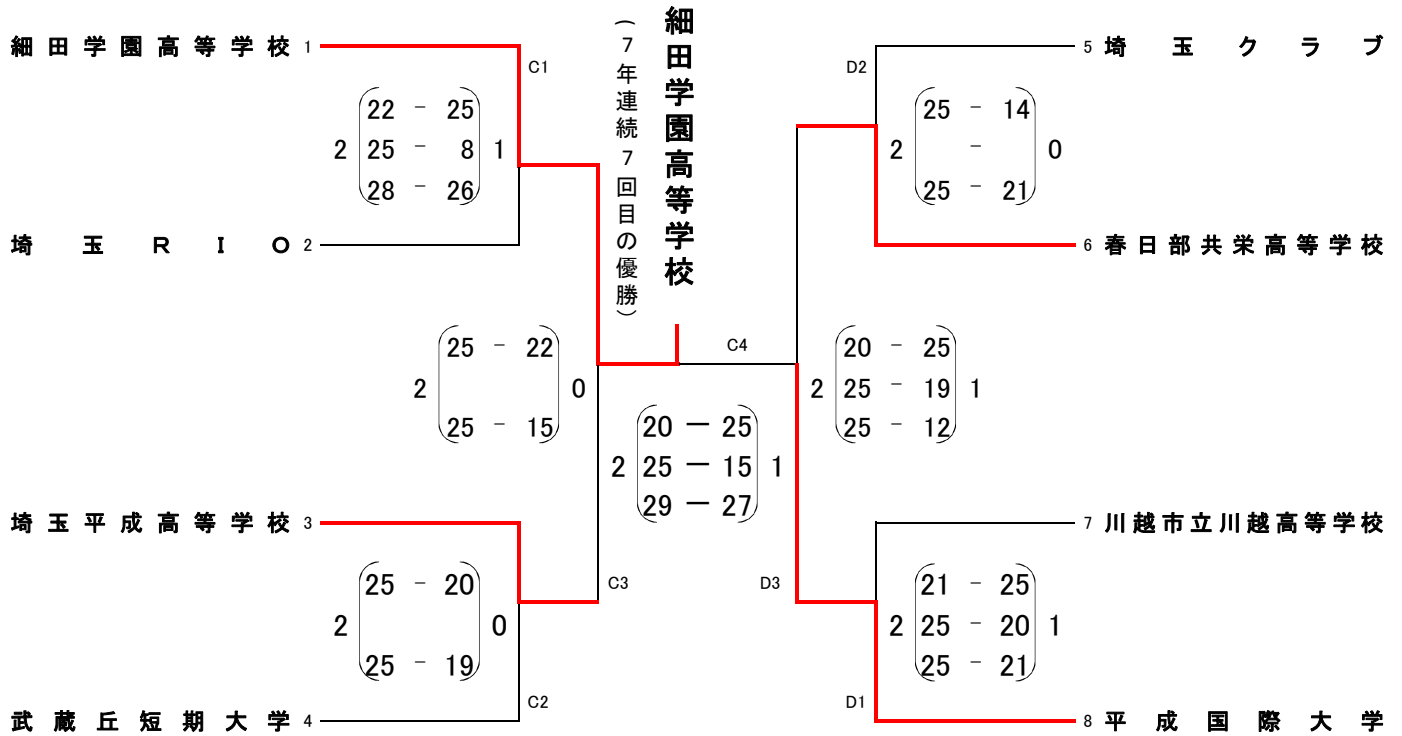 細田学園高等学校
(7年連続7回目の優勝)
細田学園高等学校 1
C1
22 - 25
2 25 - 8 1
28 - 26
埼玉RIO 2
25 - 22
2 0
25 - 15
埼玉平成高等学校 3
C3
25 - 20
2 0
25 - 19
C2
武蔵丘短期大学 4
C4
20 ー 25
2 25 ー 15 1
29 ー 27
D2
5 埼玉クラブ
25 - 14
2 - 0
25 - 21
6 春日部共栄高等学校
20 - 25
2 25 - 19 1
25 - 12
7 川越市立川越高等学校
D3
21 - 25
2 25 - 20 1
25 - 21
D1
8 平成国際大学